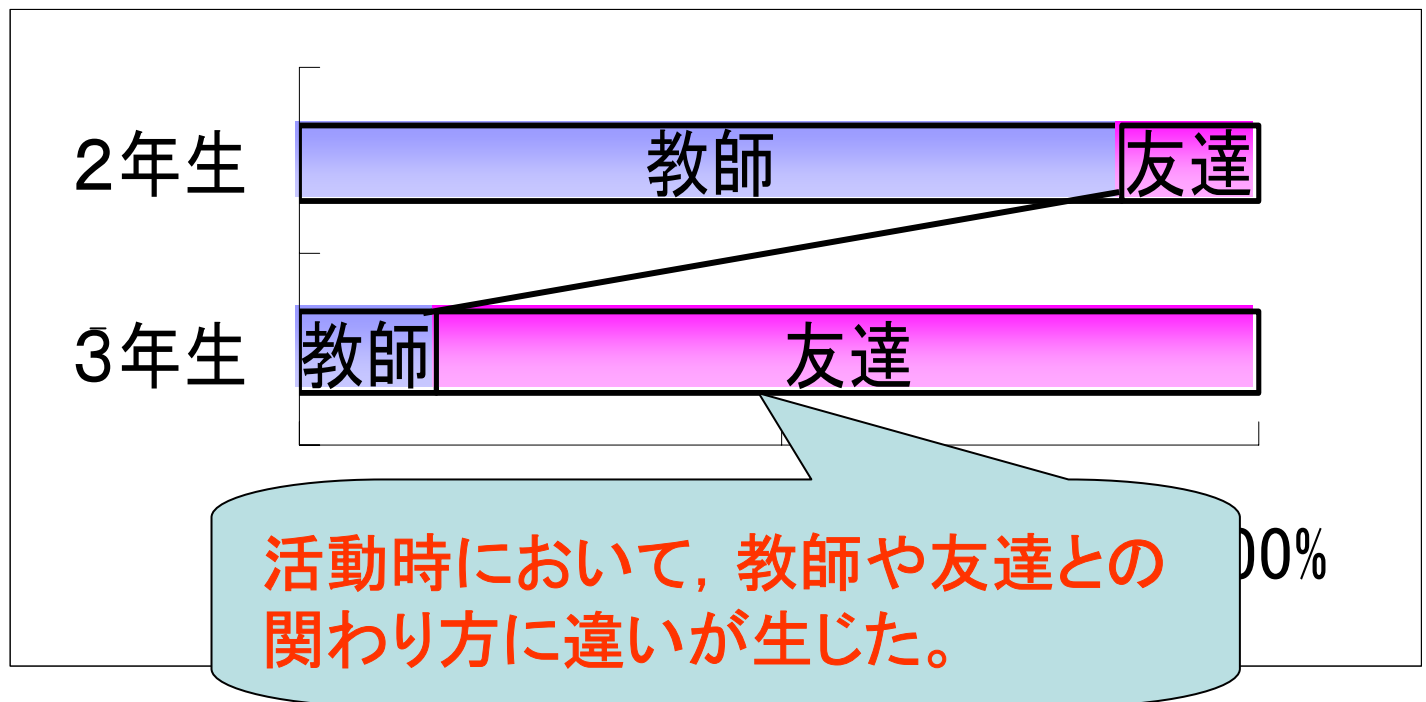 2年生
教師
友達
3年生
教師
友達
00%
活動時において，教師や友達との
関わり方に違いが生じた。